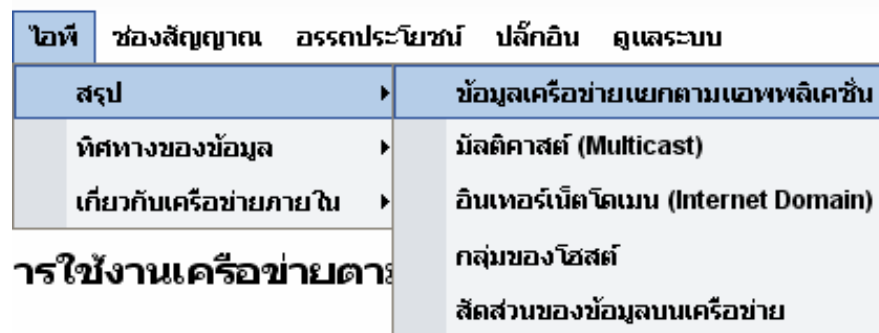 ไอพี ช่องสัญญาณ อรรถประโยชน์ ปลั๊กอิน ดูแลระบบ
สรุป
ทิศทางของข้อมูล
เกี่ยวกับเครือข่ายภายใน
ข้อมูลเครือข่ายแยกตามแอพพลิเคชั่น
มัลติคาสต์ (Multicast)
อินเทอร์เน็ตโดเมน (Internet Domain)
กลุ่มของโฮสต์
สัดส่วนของข้อมูลบนเครือข่าย
ารใช้งานเครือข่ายตาม